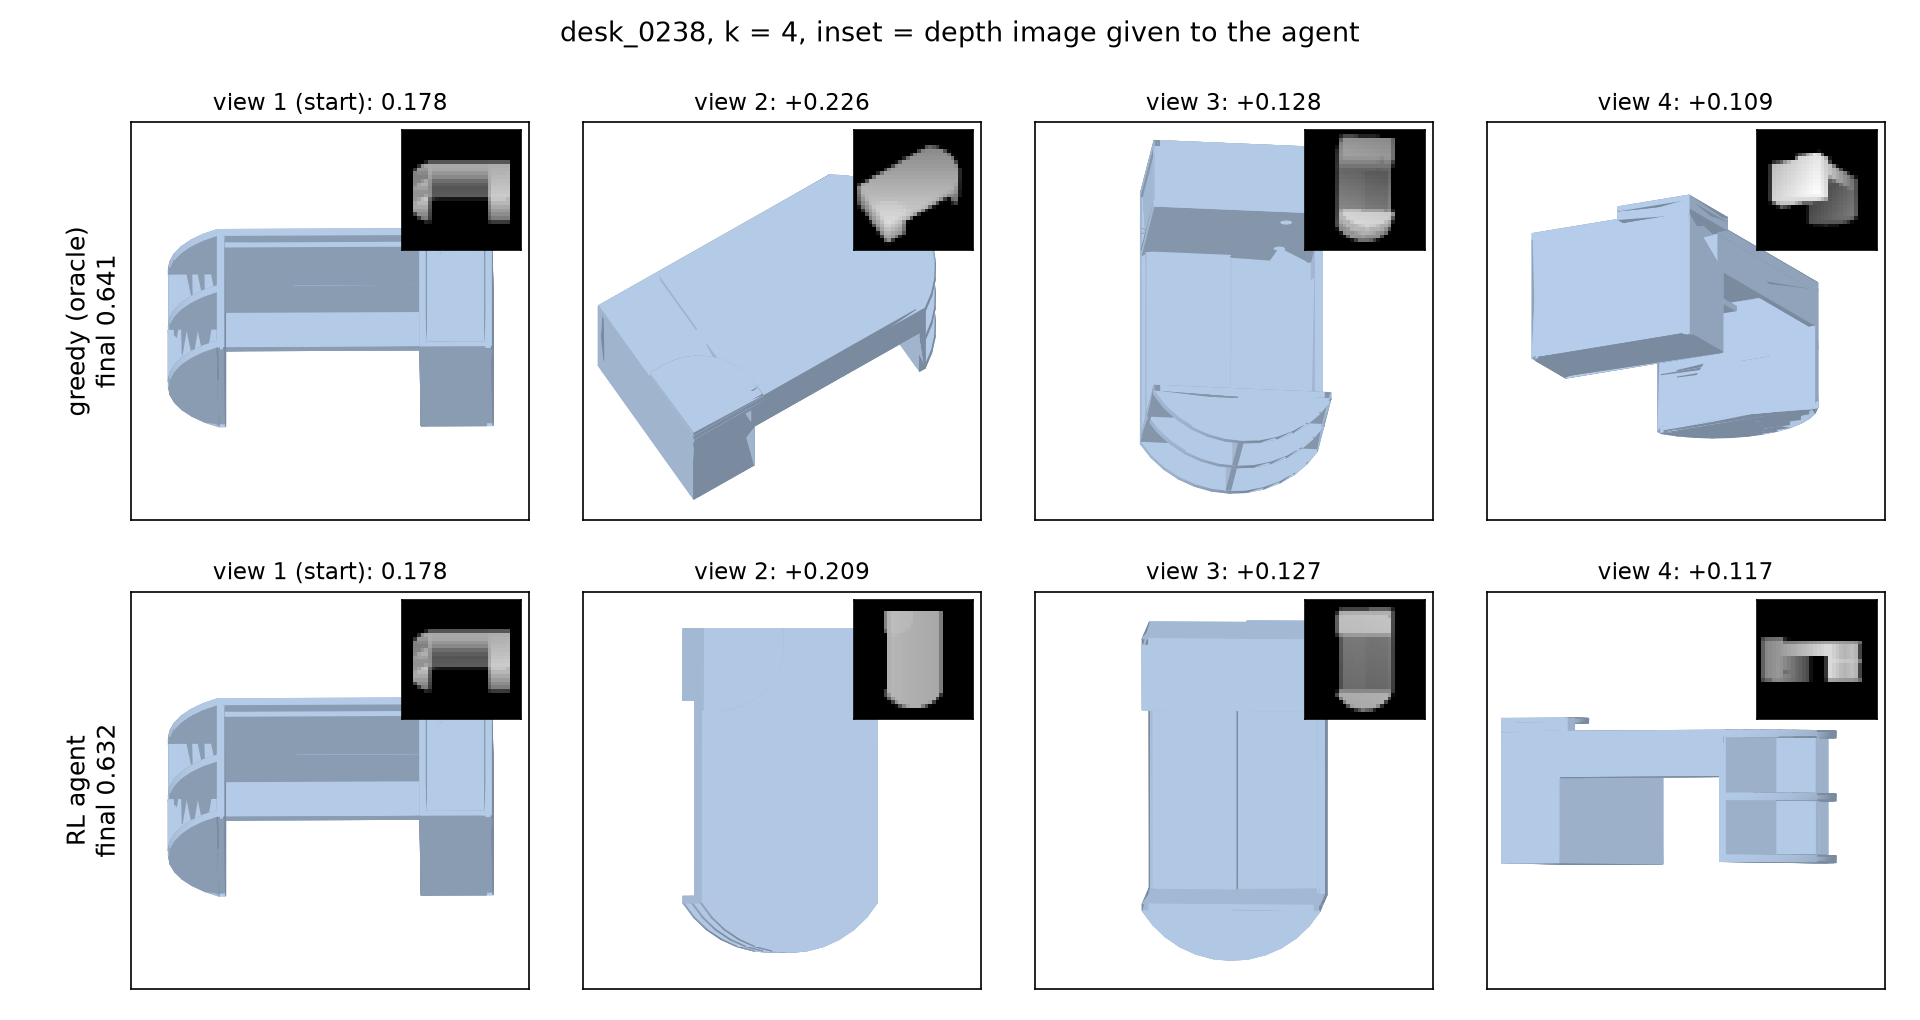 desk_0238, k = 4, inset = depth image given to the agent
view 1 (start): 0.178
view 2: +0.226
view 3: +0.128
view 4: +0.109
greedy (oracle)
final 0.641
view 1 (start): 0.178
view 2: +0.209
view 3: +0.127
view 4: +0.117
RL agent
final 0.632